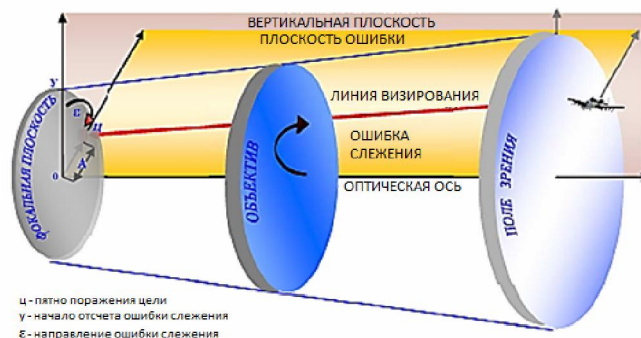 ВЕРТИКАЛЬНАЯ ПЛОСКОСТЬ
ПЛОСКОСТЬ ОШИБКИ
У
ε
Ц
ЛИНИЯ ВИЗИРОВАНИЯ
ОШИБКА
СЛЕЖЕНИЯ
0
ОПТИЧЕСКАЯ ОСЬ
ФОКАЛЬНАЯ ПЛОСКОСТЬ
ОБЪЕКТИВ
ПОЛЕ ЗРЕНИЯ
ц - пятно поражения цели
у - начало отсчета ошибки слежения
ε - направление ошибки слежения